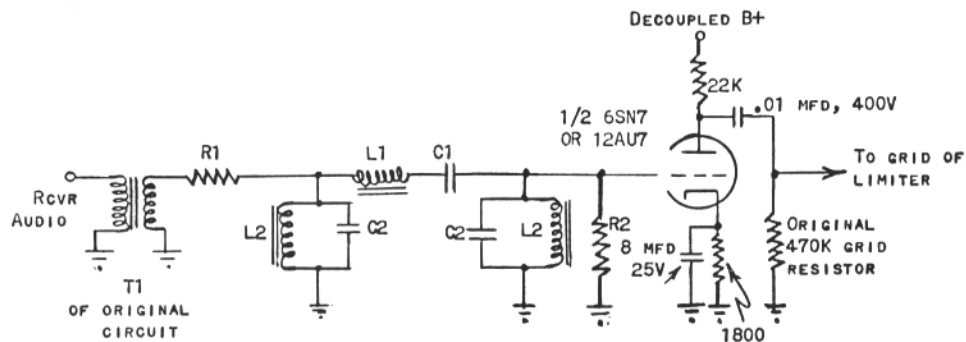 DECOUPLED B+
22K
.01 MFD, 400V
1/2 6SN7
OR 12AU7
R1
L1
C1
TO GRID OF
LIMITER
RCVR
AUDIO
L2
C2
C2
L2
R2
8 MFD
25V
ORIGINAL
470K GRID
RESISTOR
T1
OF ORIGINAL
CIRCUIT
1800